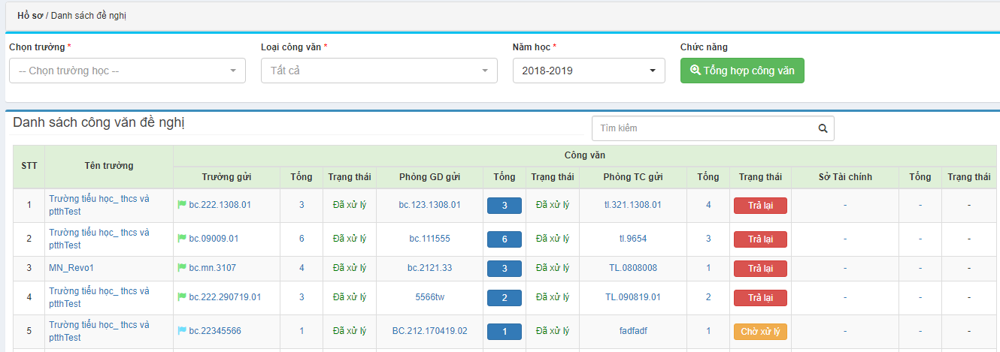 Hồ sơ / Danh sách đề nghị
Chọn trường * Loại công văn * Năm học * Chức năng
-- Chọn trường học -- Tất cả 2018-2019 Tổng hợp công văn
Danh sách công văn đề nghị Tìm kiếm
STT Tên trường Công văn
Trường gửi Tổng Trạng thái Phòng GD gửi Tổng Trạng thái Phòng TC gửi Tổng Trạng thái Sở Tài chính Tổng Trạng thái
1 Trường tiểu học_ thcs và bc.222.1308.01 3 Đã xử lý bc.123.1308.01 3 Đã xử lý tl.321.1308.01 4 Trả lại - - -
ptthTest
2 Trường tiểu học_ thcs và bc.09009.01 6 Đã xử lý bc.111555 6 Đã xử lý tl.9654 3 Trả lại - - -
ptthTest
3 MN_Revo1 bc.mn.3107 4 Đã xử lý bc.2121.33 3 Đã xử lý TL.0808008 1 Trả lại - - -
4 Trường tiểu học_ thcs và bc.222.290719.01 3 Đã xử lý 5566tw 2 Đã xử lý TL.090819.01 2 Trả lại - - -
ptthTest
5 Trường tiểu học_ thcs và bc.22345566 1 Đã xử lý BC.212.170419.02 1 Đã xử lý fadfadf 1 Chờ xử lý - - -
ptthTest